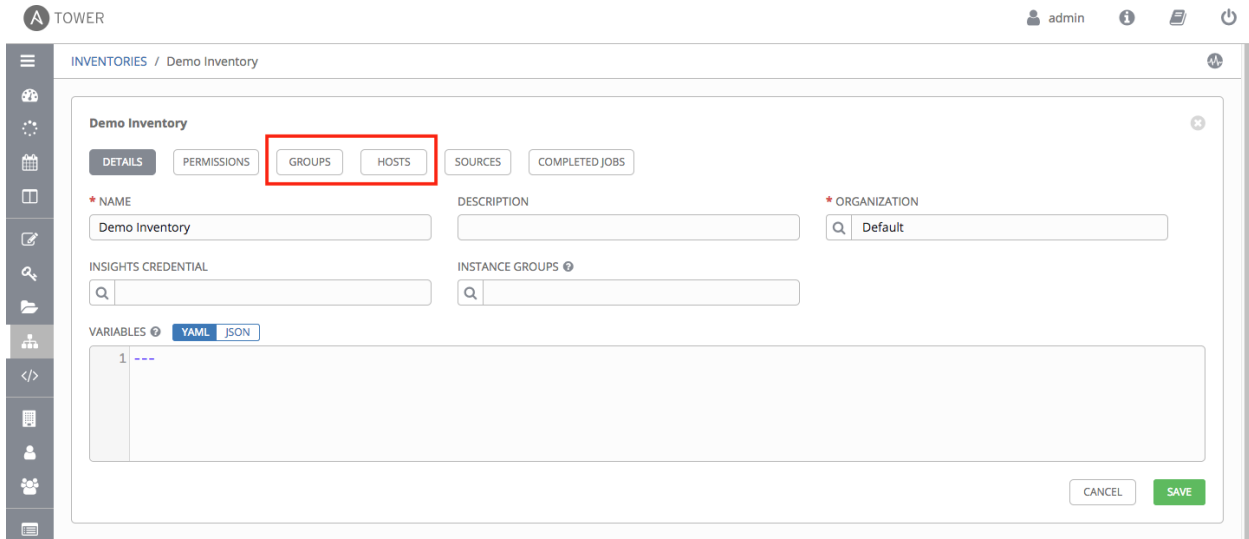 A TOWER admin
INVENTORIES / Demo Inventory
Demo Inventory
DETAILS PERMISSIONS GROUPS HOSTS SOURCES COMPLETED JOBS
* NAME DESCRIPTION * ORGANIZATION
Demo Inventory Default
INSIGHTS CREDENTIAL INSTANCE GROUPS
VARIABLES YAML JSON
1 ---
CANCEL SAVE